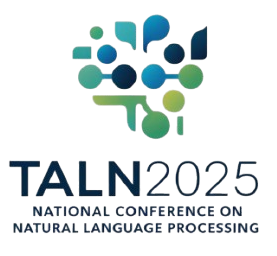 TALN2025
NATIONAL CONFERENCE ON
NATURAL LANGUAGE PROCESSING